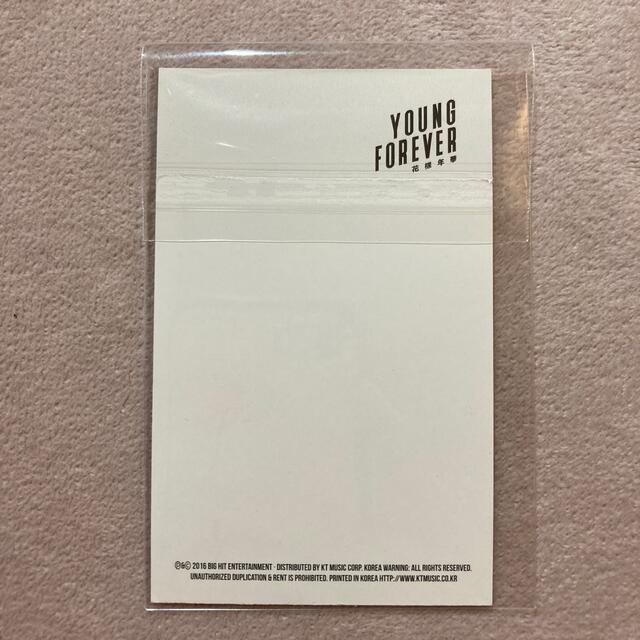 YOUNG
FOREVER
花樣年華
℗&© 2016 BIG HIT ENTERTAINMENT · DISTRIBUTED BY KT MUSIC CORP. KOREA WARNING: ALL RIGHTS RESERVED.
UNAUTHORIZED DUPLICATION & RENT IS PROHIBITED. PRINTED IN KOREA HTTP://WWW.KTMUSIC.CO.KR